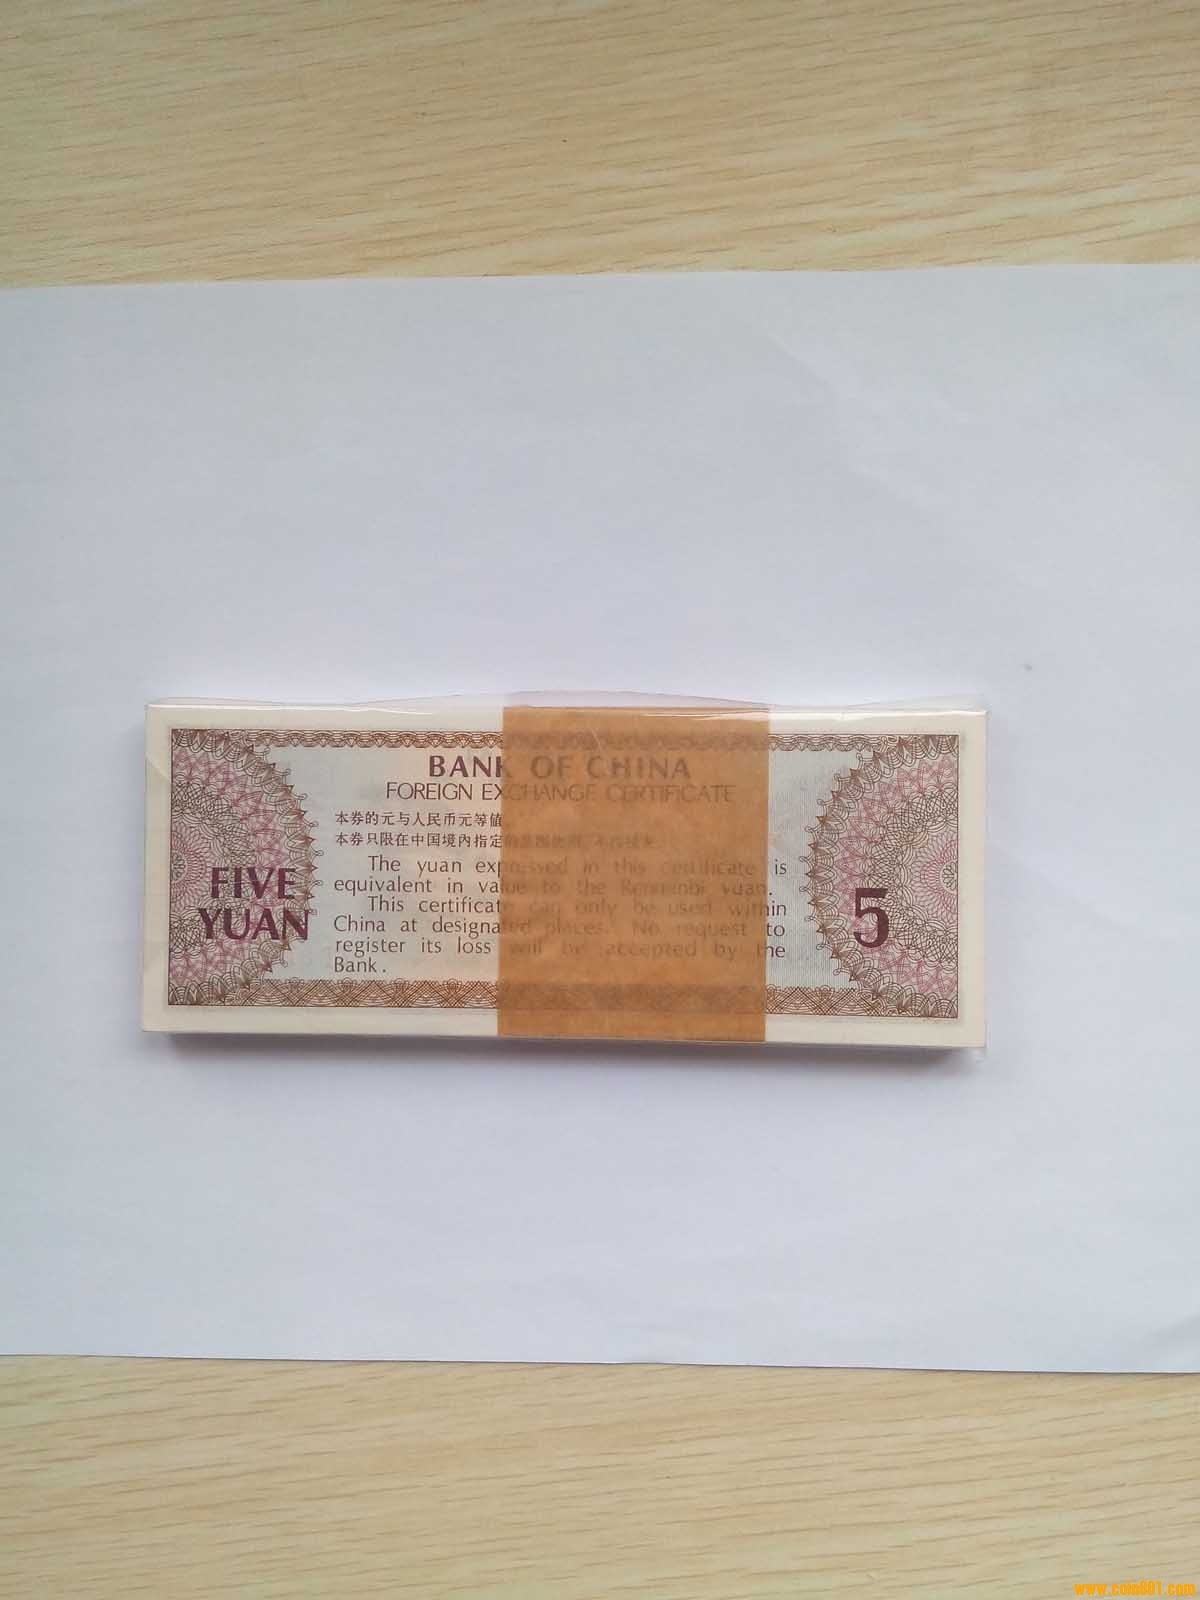 BANK OF CHINA
FOREIGN EXCHANGE CERTIFICATE
本券的元与人民币元等値
本券只限在中国境内指定
The yuan expressed in this certificate is
equivalent in value to the Renminbi yuan.
This certificate can only be used within
China at designated places. No request to
register its loss will be accepted by the
Bank.
FIVE
YUAN
5
www.coin001.com